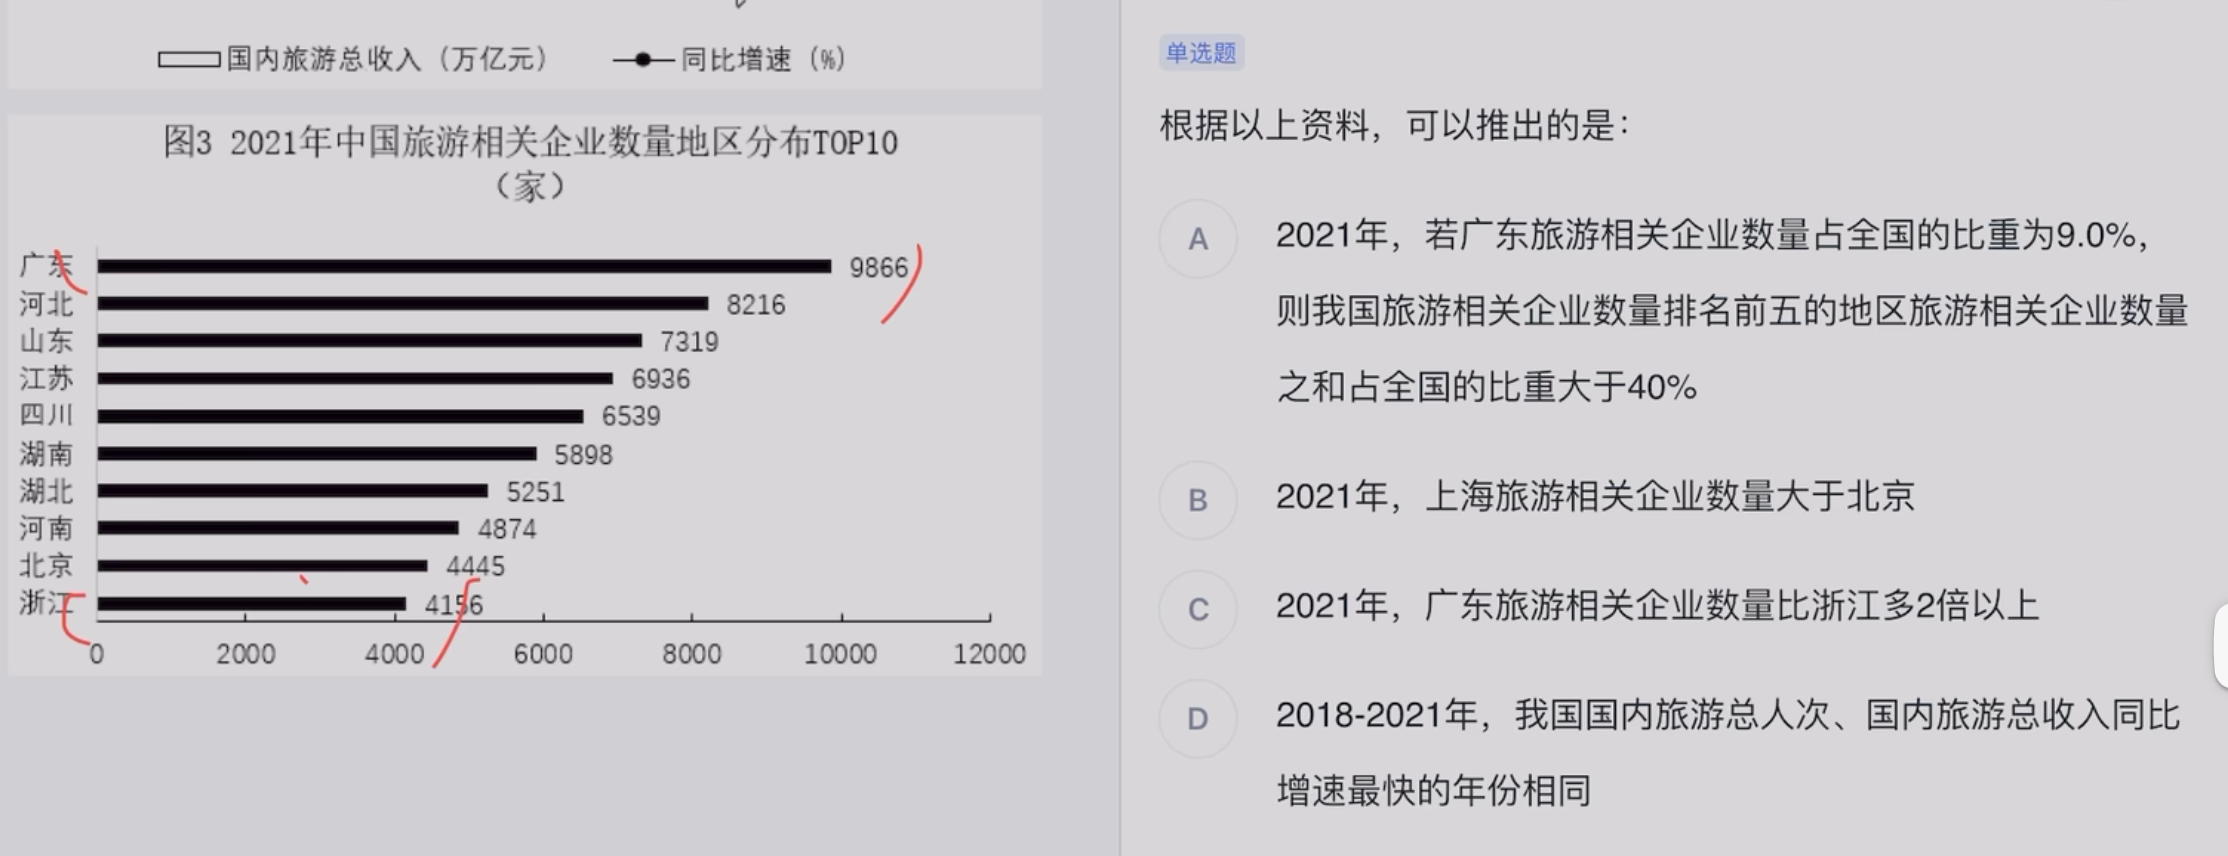 国内旅游总收入（万亿元） 同比增速（%）
图3 2021年中国旅游相关企业数量地区分布TOP10
（家）
广东 9866
河北 8216
山东 7319
江苏 6936
四川 6539
湖南 5898
湖北 5251
河南 4874
北京 4445
浙江 4156
0 2000 4000 6000 8000 10000 12000
单选题
根据以上资料，可以推出的是：
A 2021年，若广东旅游相关企业数量占全国的比重为9.0%，
则我国旅游相关企业数量排名前五的地区旅游相关企业数量
之和占全国的比重大于40%
B 2021年，上海旅游相关企业数量大于北京
C 2021年，广东旅游相关企业数量比浙江多2倍以上
D 2018-2021年，我国国内旅游总人次、国内旅游总收入同比
增速最快的年份相同